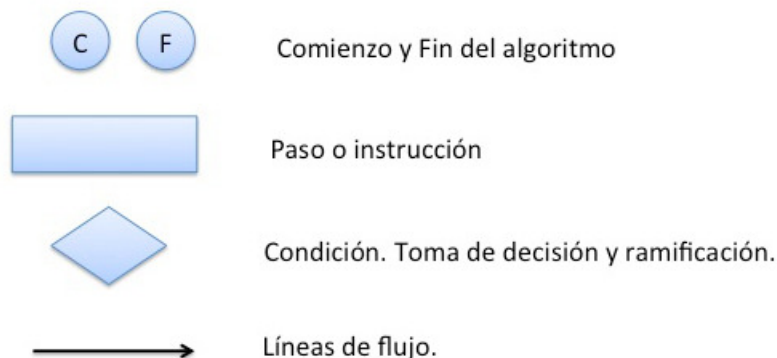 C F Comienzo y Fin del algoritmo
Paso o instrucción
Condición. Toma de decisión y ramificación.
Líneas de flujo.